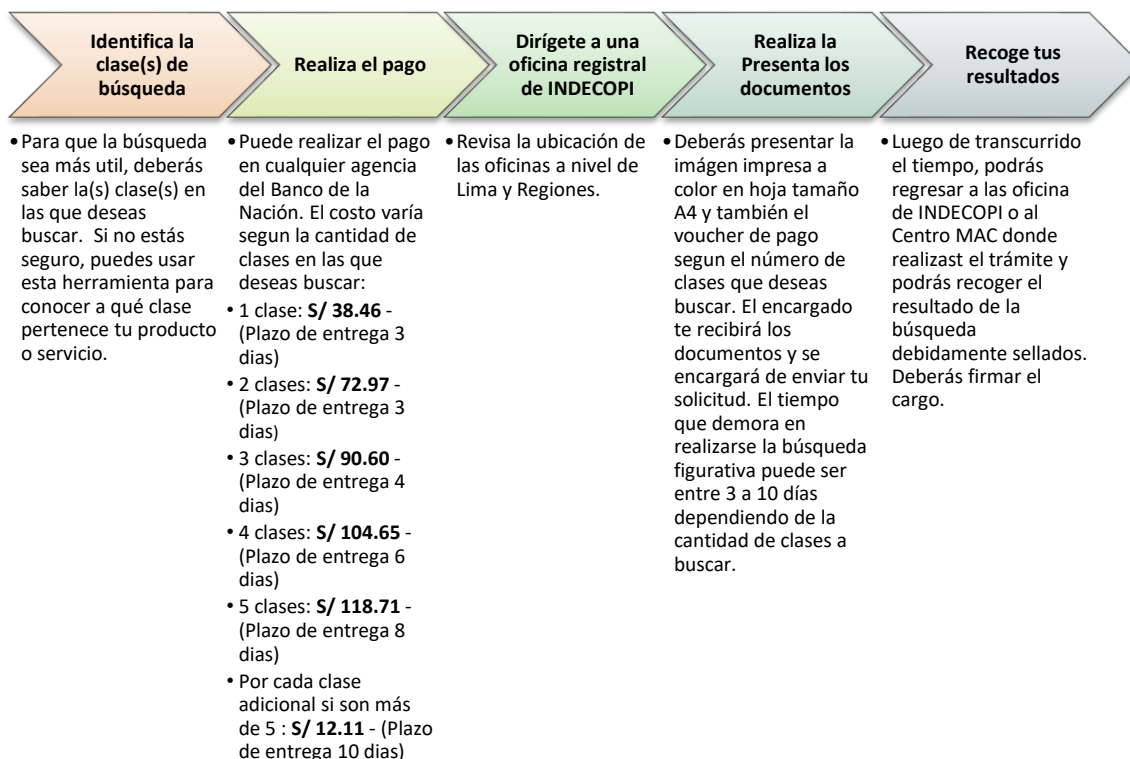 Identifica la
clase(s) de
búsqueda
Realiza el pago
Dirígete a una
oficina registral
de INDECOPI
Realiza la
Presenta los
documentos
Recoge tus
resultados
•Para que la búsqueda
sea más util, deberás
saber la(s) clase(s) en
las que deseas
buscar. Si no estás
seguro, puedes usar
esta herramienta para
conocer a qué clase
pertenece tu producto
o servicio.
•Puede realizar el pago
en cualquier agencia
del Banco de la
Nación. El costo varía
segun la cantidad de
clases en las que
deseas buscar:
• 1 clase: S/ 38.46 -
(Plazo de entrega 3
dias)
• 2 clases: S/ 72.97 -
(Plazo de entrega 3
dias)
• 3 clases: S/ 90.60 -
(Plazo de entrega 4
dias)
• 4 clases: S/ 104.65 -
(Plazo de entrega 6
dias)
• 5 clases: S/ 118.71 -
(Plazo de entrega 8
dias)
• Por cada clase
adicional si son más
de 5 : S/ 12.11 - (Plazo
de entrega 10 dias)
•Revisa la ubicación de
las oficinas a nivel de
Lima y Regiones.
•Deberás presentar la
imágen impresa a
color en hoja tamaño
A4 y también el
voucher de pago
segun el número de
clases que deseas
buscar. El encargado
te recibirá los
documentos y se
encargará de enviar tu
solicitud. El tiempo
que demora en
realizarse la búsqueda
figurativa puede ser
entre 3 a 10 días
dependiendo de la
cantidad de clases a
buscar.
•Luego de transcurrido
el tiempo, podrás
regresar a las oficina
de INDECOPI o al
Centro MAC donde
realizast el trámite y
podrás recoger el
resultado de la
búsqueda
debidamente sellados.
Deberás firmar el
cargo.